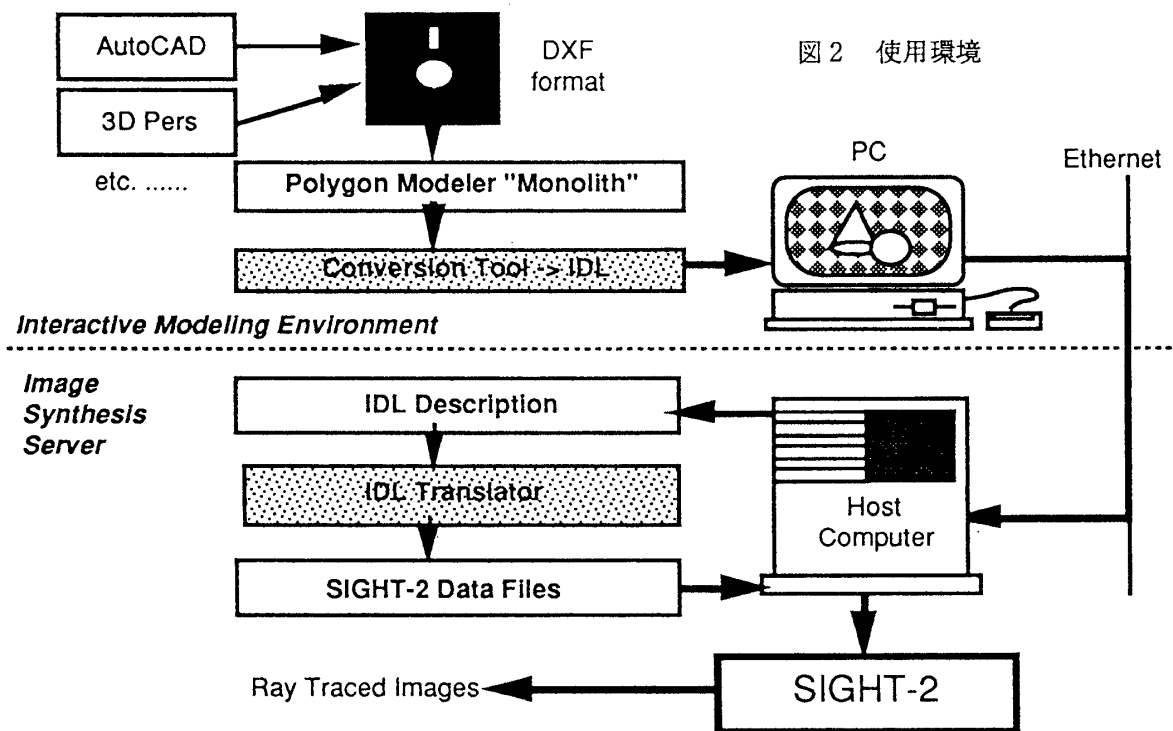 AutoCAD
3D Pers
etc. ......
DXF
format
図2 使用環境
Polygon Modeler "Monolith"
Conversion Tool -> IDL
PC
Ethernet
Interactive Modeling Environment
Image
Synthesis
Server
IDL Description
IDL Translator
SIGHT-2 Data Files
Host
Computer
SIGHT-2
Ray Traced Images